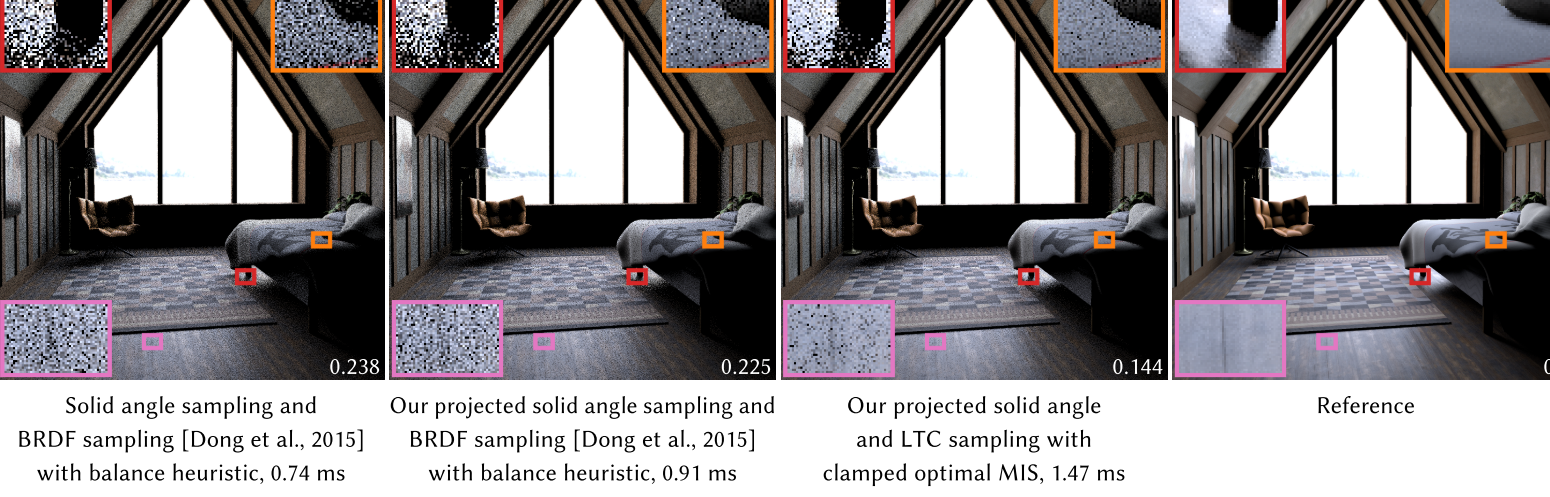 0.238
0.225
0.144
0
Solid angle sampling and
BRDF sampling [Dong et al., 2015]
with balance heuristic, 0.74 ms
Our projected solid angle sampling and
BRDF sampling [Dong et al., 2015]
with balance heuristic, 0.91 ms
Our projected solid angle
and LTC sampling with
clamped optimal MIS, 1.47 ms
Reference